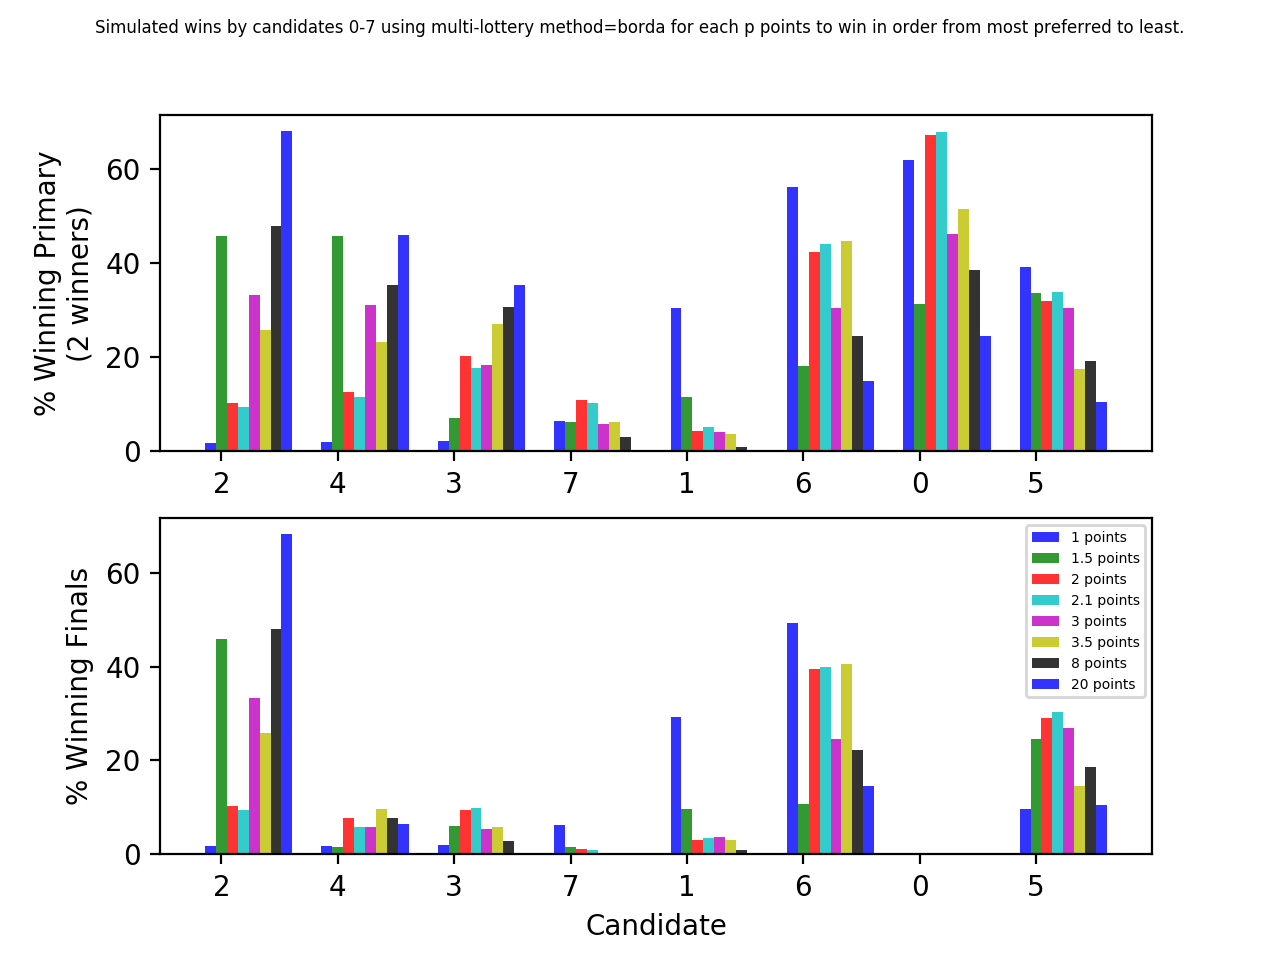 Simulated wins by candidates 0-7 using multi-lottery method=borda for each p points to win in order from most preferred to least.
% Winning Primary
(2 winners)
60
40
20
0
2 4 3 7 1 6 0 5
% Winning Finals
60
40
20
0
1 points
1.5 points
2 points
2.1 points
3 points
3.5 points
8 points
20 points
2 4 3 7 1 6 0 5
Candidate